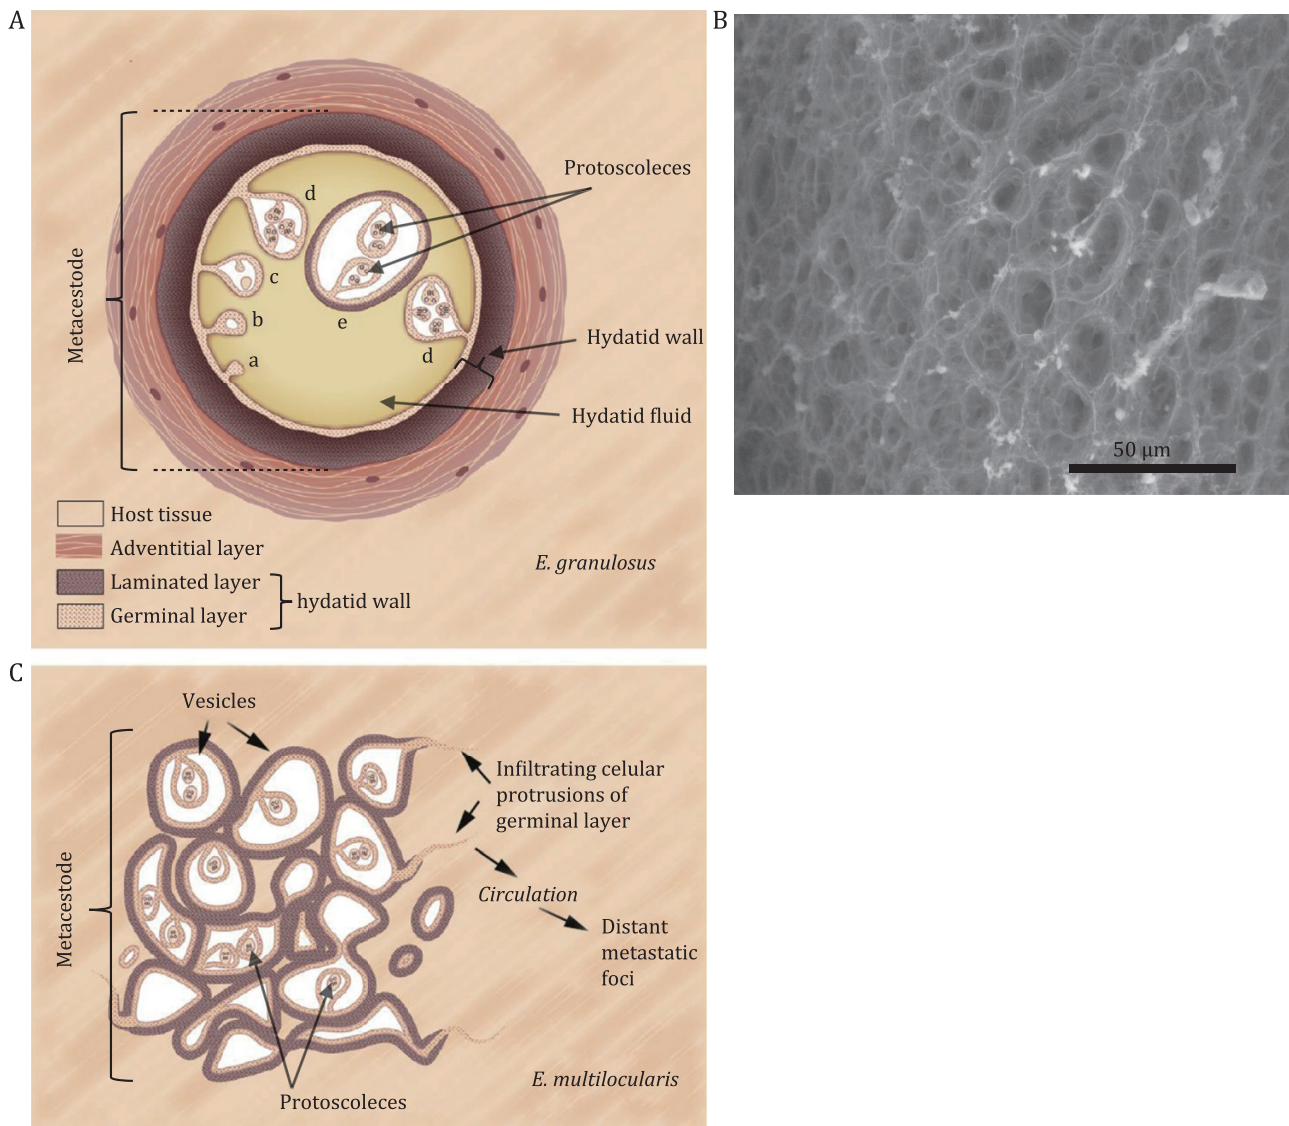 A
Metacestode
Protoscoleces
d
c
b
a
e
d
Hydatid wall
Hydatid fluid
Host tissue
Adventitial layer
Laminated layer
Germinal layer
hydatid wall
E. granulosus
B
50 µm
C
Vesicles
Metacestode
Infiltrating celular
protrusions of
germinal layer
Circulation
Distant
metastatic
foci
E. multilocularis
Protoscoleces